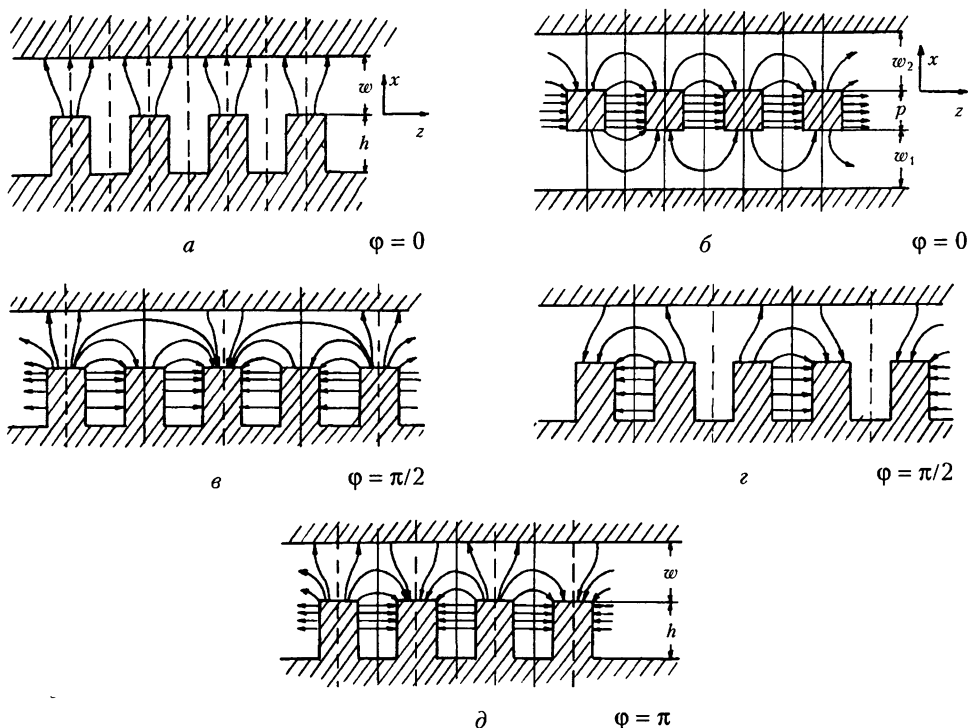 w
h
x
z
а
φ = 0
w₂
p
w₁
x
z
б
φ = 0
в
φ = π/2
г
φ = π/2
w
h
д
φ = π